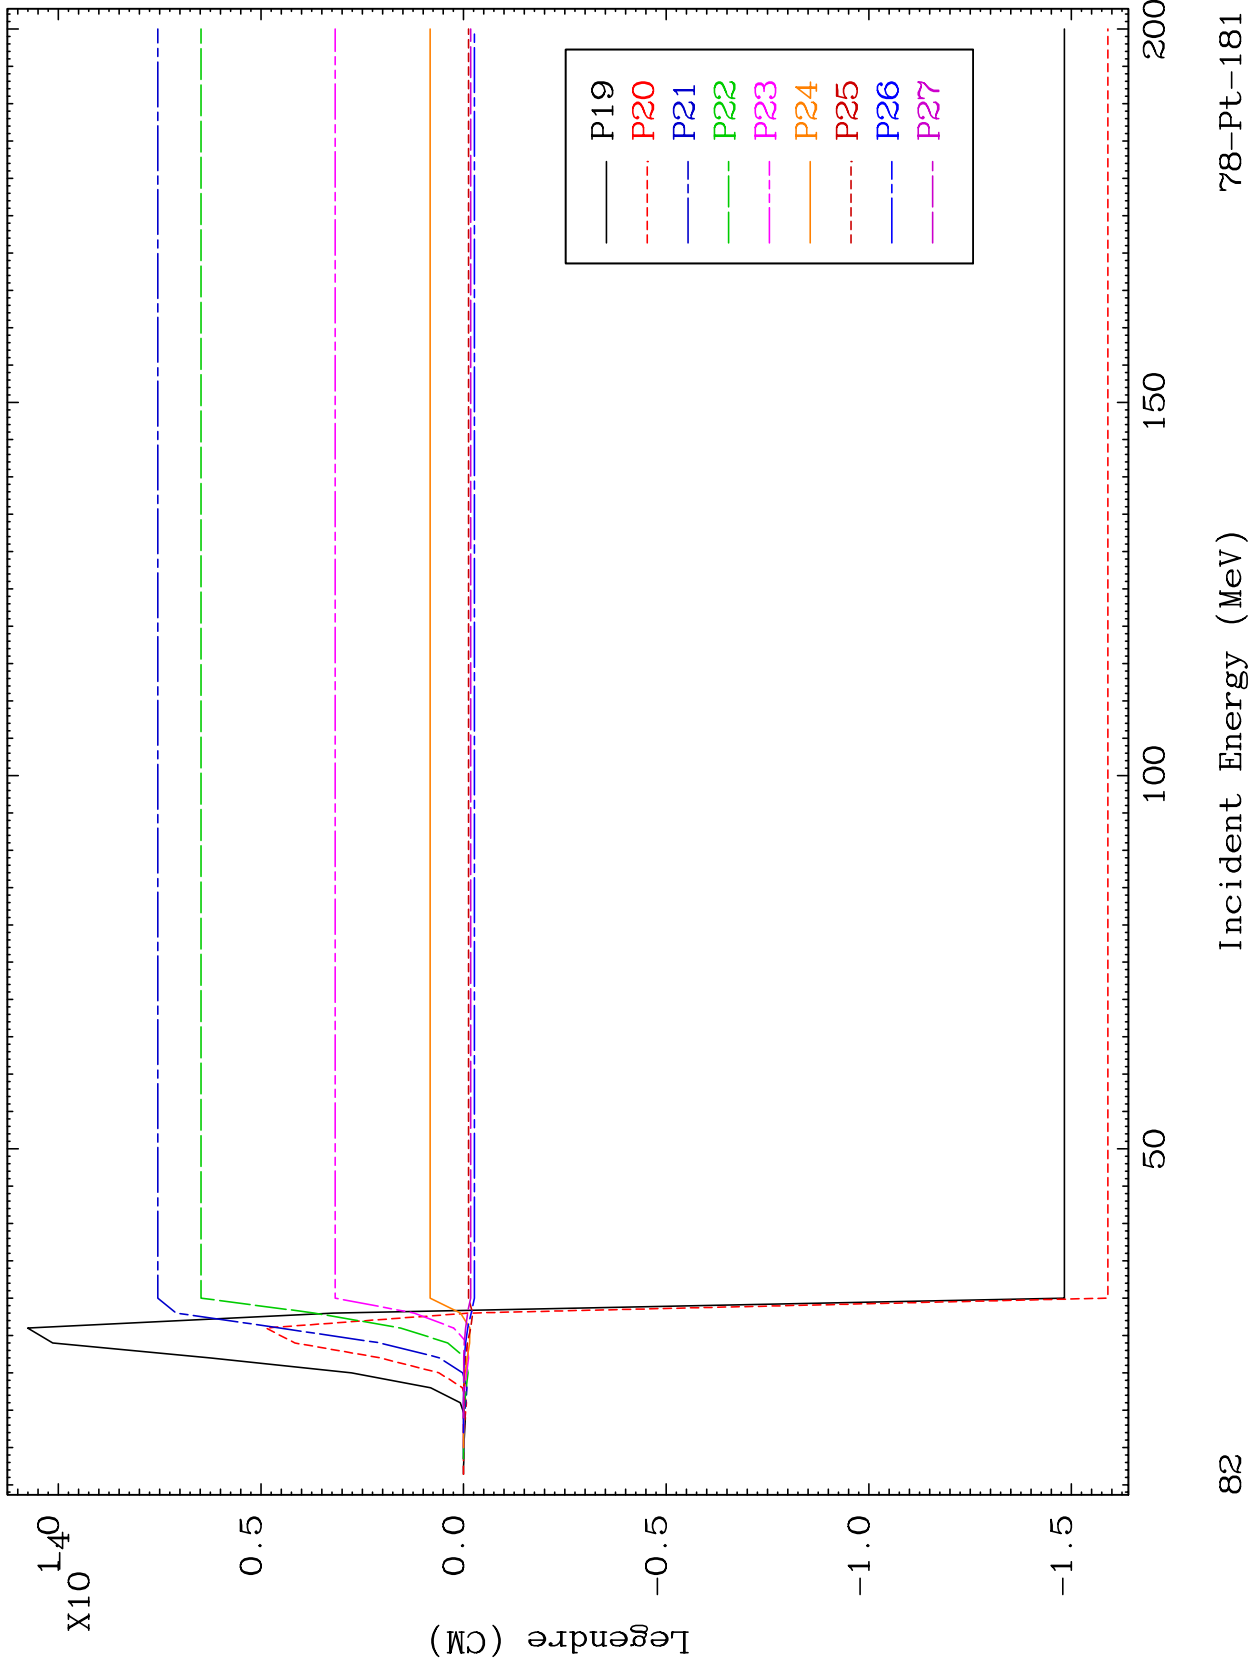 X10-4
1.0
0.5
0.0
-0.5
-1.0
-1.5
Legendre (CM)
P19
P20
P21
P22
P23
P24
P25
P26
P27
50 100 150 200
82 Incident Energy (MeV) 78-Pt-181